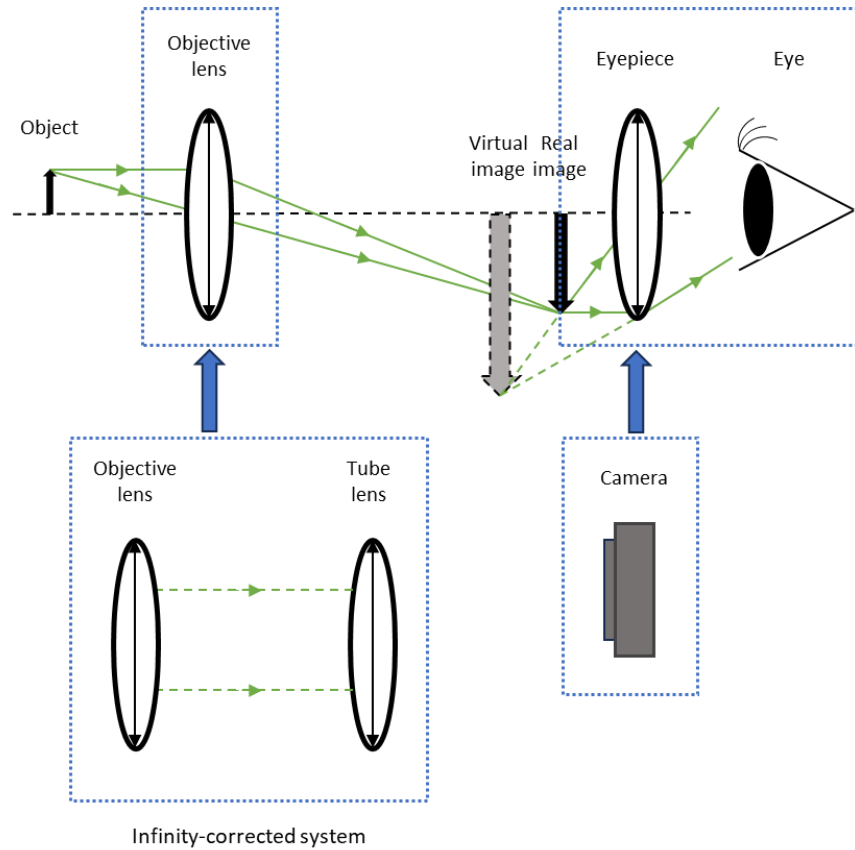 Objective
lens
Eyepiece
Eye
Object
Virtual
image
Real
image
Objective
lens
Tube
lens
Camera
Infinity-corrected system